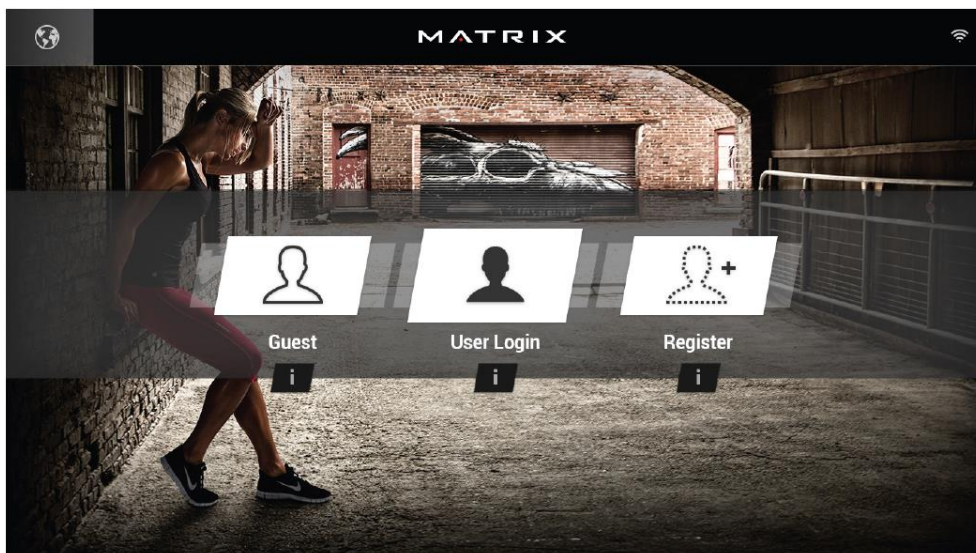 MATRIX
Guest
User Login
Register
i
i
i